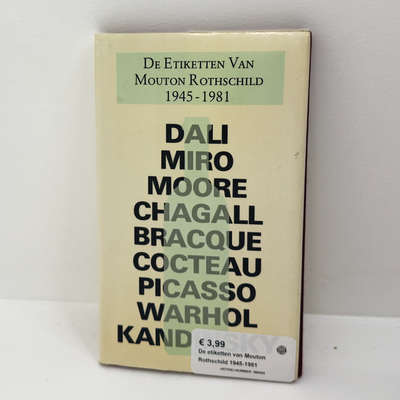 De Etiketten Van
Mouton Rothschild
1945-1981
DALI
MIRO
MOORE
CHAGALL
BRACQUE
COCTEAU
PICASSO
WARHOL
KAND SKY
€ 3,99
De etiketten van Mouton
Rothschild 1945-1981